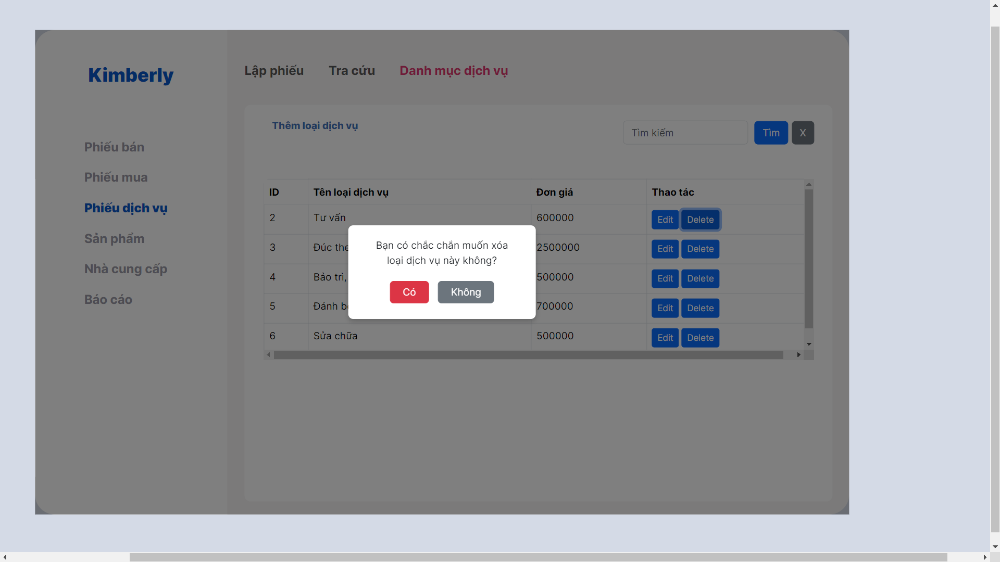 Kimberly
Phiếu bán
Phiếu mua
Phiếu dịch vụ
Sản phẩm
Nhà cung cấp
Báo cáo
Lập phiếu Tra cứu Danh mục dịch vụ
Thêm loại dịch vụ
Tìm kiếm Tìm X
ID Tên loại dịch vụ Đơn giá Thao tác
2 Tư vấn 600000 Edit Delete
3 Đúc 2500000 Edit Delete
4 Bảo trì, 500000 Edit Delete
5 Đánh 700000 Edit Delete
6 Sửa chữa 500000 Edit Delete
Bạn có chắc chắn muốn xóa
loại dịch vụ này không?
Có Không